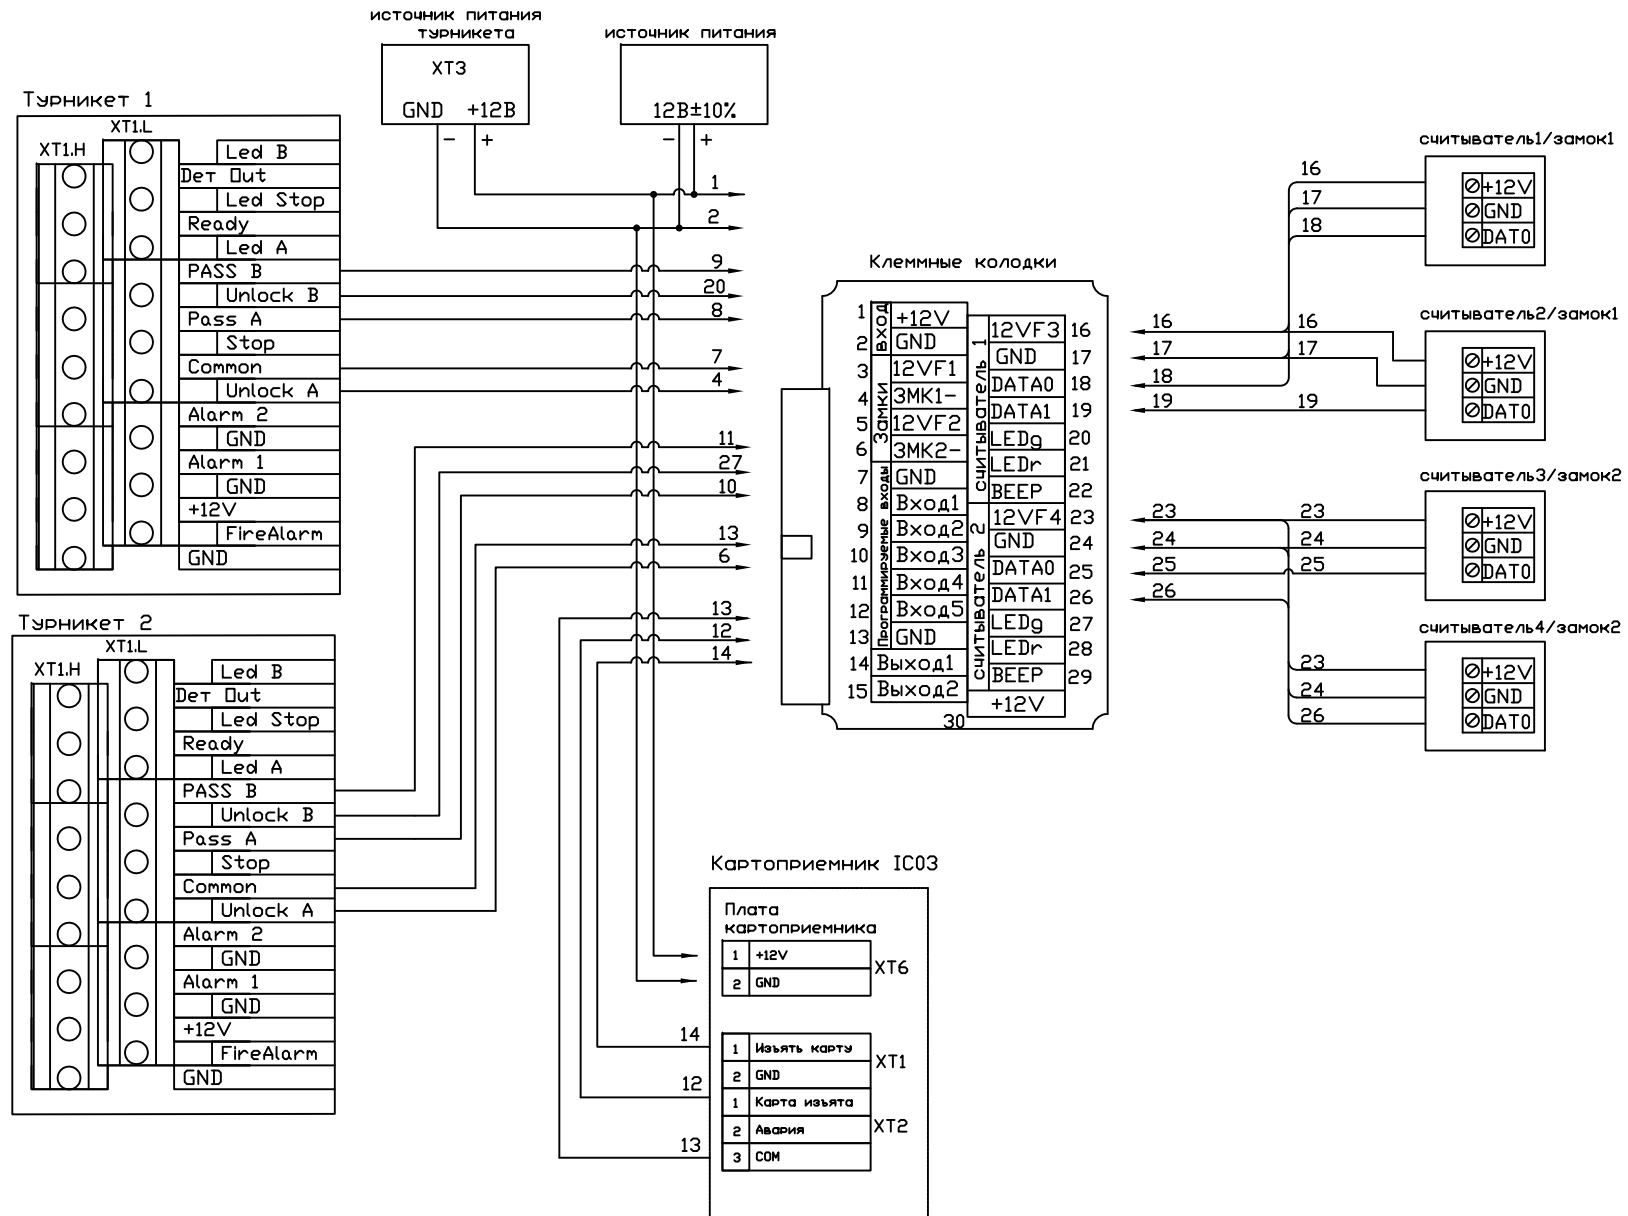 источник питания
турникета
XT3
GND +12В
- +
источник питания
12В±10%
- +
Турникет 1
XT1.L
XT1.H
Led B
Det Out
Led Stop
Ready
Led A
PASS B
Unlock B
Pass A
Stop
Common
Unlock A
Alarm 2
GND
Alarm 1
GND
+12V
FireAlarm
GND
Турникет 2
XT1.L
XT1.H
Led B
Det Out
Led Stop
Ready
Led A
PASS B
Unlock B
Pass A
Stop
Common
Unlock A
Alarm 2
GND
Alarm 1
GND
+12V
FireAlarm
GND
1
2
9
20
8
7
4
11
27
10
13
6
13
12
14
Клеммные колодки
вход
1 +12V
2 GND
Замки
3 12VF1
4 ЗМК1-
5 12VF2
6 ЗМК2-
Программируемые входы
7 GND
8 Вход1
9 Вход2
10 Вход3
11 Вход4
12 Вход5
13 GND
14 Выход1
15 Выход2
считыватель 1
12VF3 16
GND 17
DATA0 18
DATA1 19
LEDg 20
LEDr 21
BEEP 22
считыватель 2
12VF4 23
GND 24
DATA0 25
DATA1 26
LEDg 27
LEDr 28
BEEP 29
+12V
30
16
17
18
19
23
24
25
26
считыватель1/замок1
16 +12V
17 GND
18 DAT0
считыватель2/замок1
16 +12V
17 GND
19 DAT0
считыватель3/замок2
23 +12V
24 GND
25 DAT0
считыватель4/замок2
23 +12V
24 GND
26 DAT0
Картоприемник IC03
Плата
картоприемника
1 +12V
2 GND
XT6
14
12
13
1 Изъять карту
2 GND
XT1
1 Карта изъята
2 Авария
3 COM
XT2